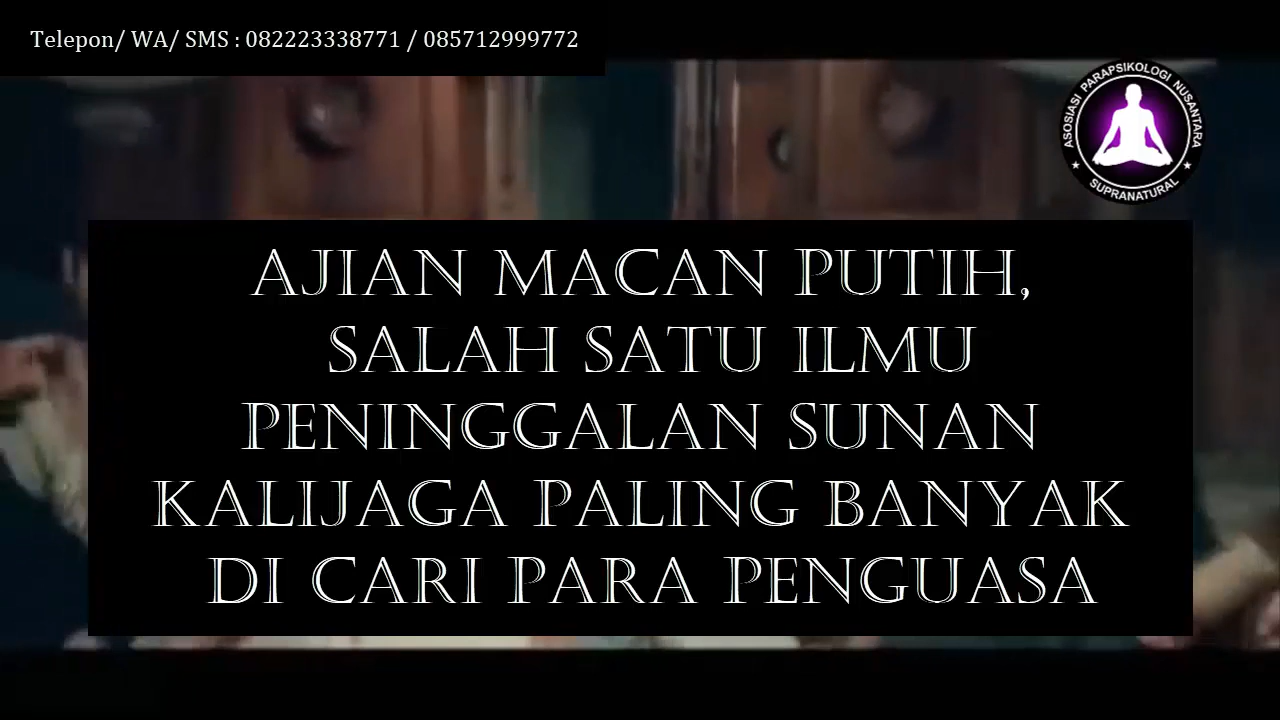 Telepon/ WA/ SMS : 082223338771 / 085712999772
ASOSIASI PARAPSIKOLOGI NUSANTARA
SUPRANATURAL
AJIAN MACAN PUTIH,
SALAH SATU ILMU
PENINGGALAN SUNAN
KALIJAGA PALING BANYAK
DI CARI PARA PENGUASA